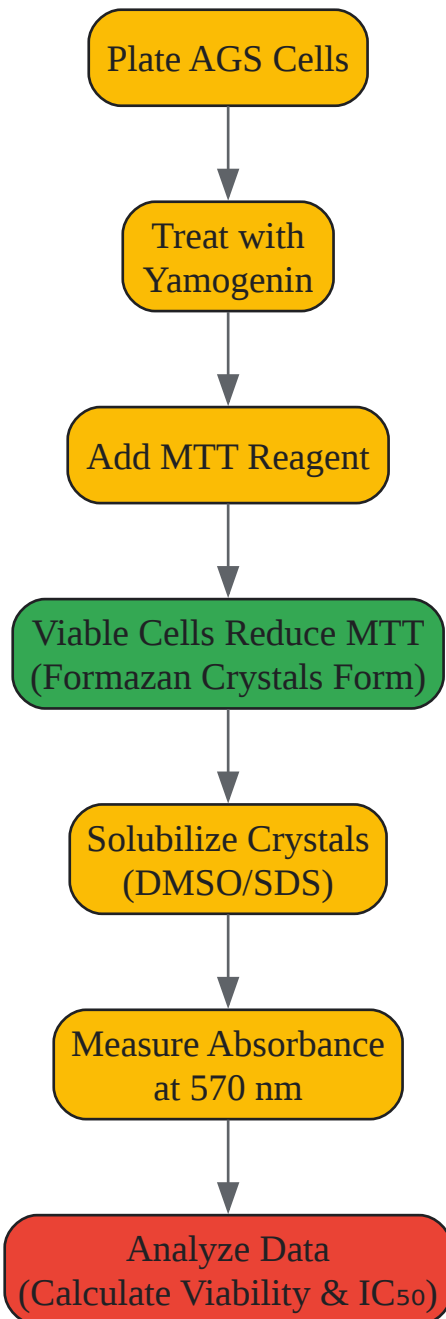 Plate AGS Cells
Treat with
Yamogenin
Add MTT Reagent
Viable Cells Reduce MTT
(Formazan Crystals Form)
Solubilize Crystals
(DMSO/SDS)
Measure Absorbance
at 570 nm
Analyze Data
(Calculate Viability & IC₅₀)